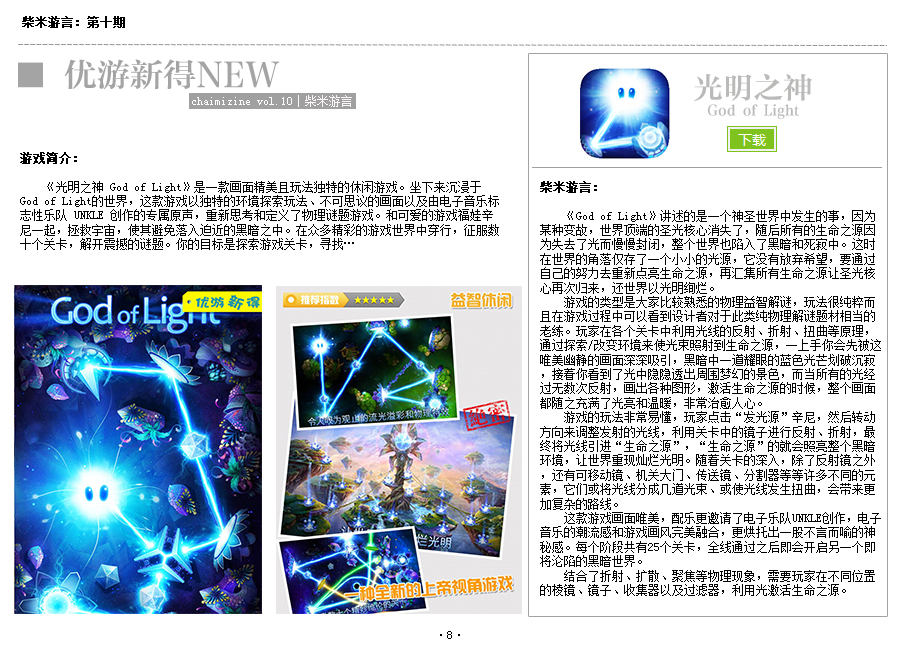 柴米游言：第十期
优游新得NEW
chaimizine vol.10｜柴米游言
游戏简介：
《光明之神 God of Light》是一款画面精美且玩法独特的休闲游戏。坐下来沉浸于
God of Light的世界，这款游戏以独特的环境探索玩法、不可思议的画面以及由电音乐标
志性乐队 UNKLE 创作的专属原声，重新思考和定义了物理谜题游戏。和可爱的游戏福娃辛
尼一起，拯救宇宙，使其避免落入迫近的黑暗之中。在众多精彩的游戏世界中穿行，征服数
十个关卡，解开震撼的谜题。你的目标是探索游戏关卡，寻找…
God of Light
优游新得
推荐指数
★★★★★
益智休闲
令人叹为观止的流光溢彩和物理特效
烂光明
一种全新的上帝视角游戏
光明之神
God of Light
下载
柴米游言：
《God of Light》讲述的是一个神圣世界中发生的事，因为
某种变故，世界顶端的圣光核心消失了，随后所有的生命之源因
为失去了光而慢慢封闭，整个世界也陷入了黑暗和死寂中。这时
在世界的角落仅存了一个小小的光源，它没有放弃希望，要通过
自己的努力去重新点亮生命之源，再汇集所有生命之源让圣光核
心再次归来，还世界以光明绚烂。
游戏的类型是大家比较熟悉的物理益智解谜，玩法很纯粹而
且在游戏过程中可以看到设计者对于此类纯物理解谜题材相当的
老练。玩家在各个关卡中利用光线的反射、折射、扭曲等原理，
通过探索/改变环境来使光束照射到生命之源，一上手你会先被这
唯美幽静的画面深深吸引，黑暗中一道耀眼的蓝色光芒划破沉寂
，接着你看到了光中隐隐透出周围梦幻的景色，而当所有的光经
过无数次反射，画出各种图形，激活生命之源的时候，整个画面
都随之充满了光亮和温暖，非常治愈人心。
游戏的玩法非常易懂，玩家点击“发光源”辛尼，然后转动
方向来调整发射的光线，利用关卡中的镜子进行反射、折射，最
终将光线引进“生命之源”，“生命之源”的就会照亮整个黑暗
环境，让世界重现灿烂光明。随着关卡的深入，除了反射镜之外
，还有可移动镜、机关大门、传送镜、分割器等等许多不同的元
素，它们或将光线分成几道光束、或使光线发生扭曲，会带来更
加复杂的路线。
这款游戏画面唯美，配乐更邀请了电子乐队UNKLE创作，电子
音乐的潮流感和游戏画风完美融合，更烘托出一股不言而喻的神
秘感。每个阶段共有25个关卡，全线通过之后即会开启另一个即
将沦陷的黑暗世界。
结合了折射、扩散、聚焦等物理现象，需要玩家在不同位置
的棱镜、镜子、收集器以及过滤器，利用光激活生命之源。
·8·